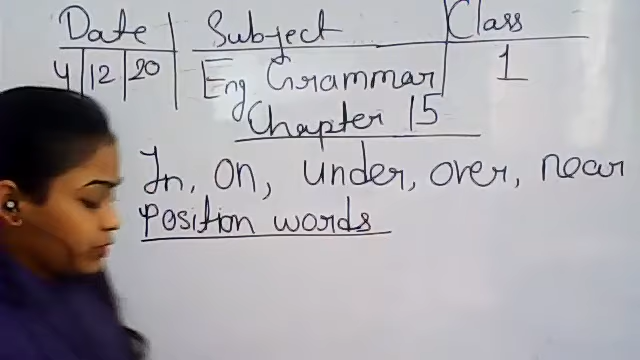 Date Subject Class
4 12 20 Eng Grammar 1
Chapter 15
In, on, under, over, near
Position words